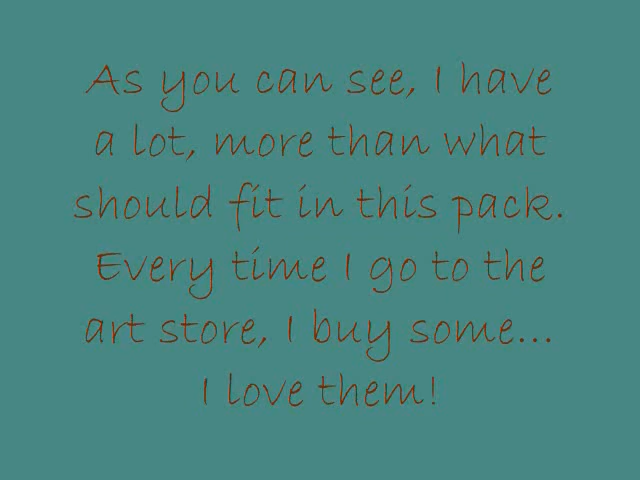 As you can see, I have
a lot, more than what
should fit in this pack.
Every time I go to the
art store, I buy some...
I love them!